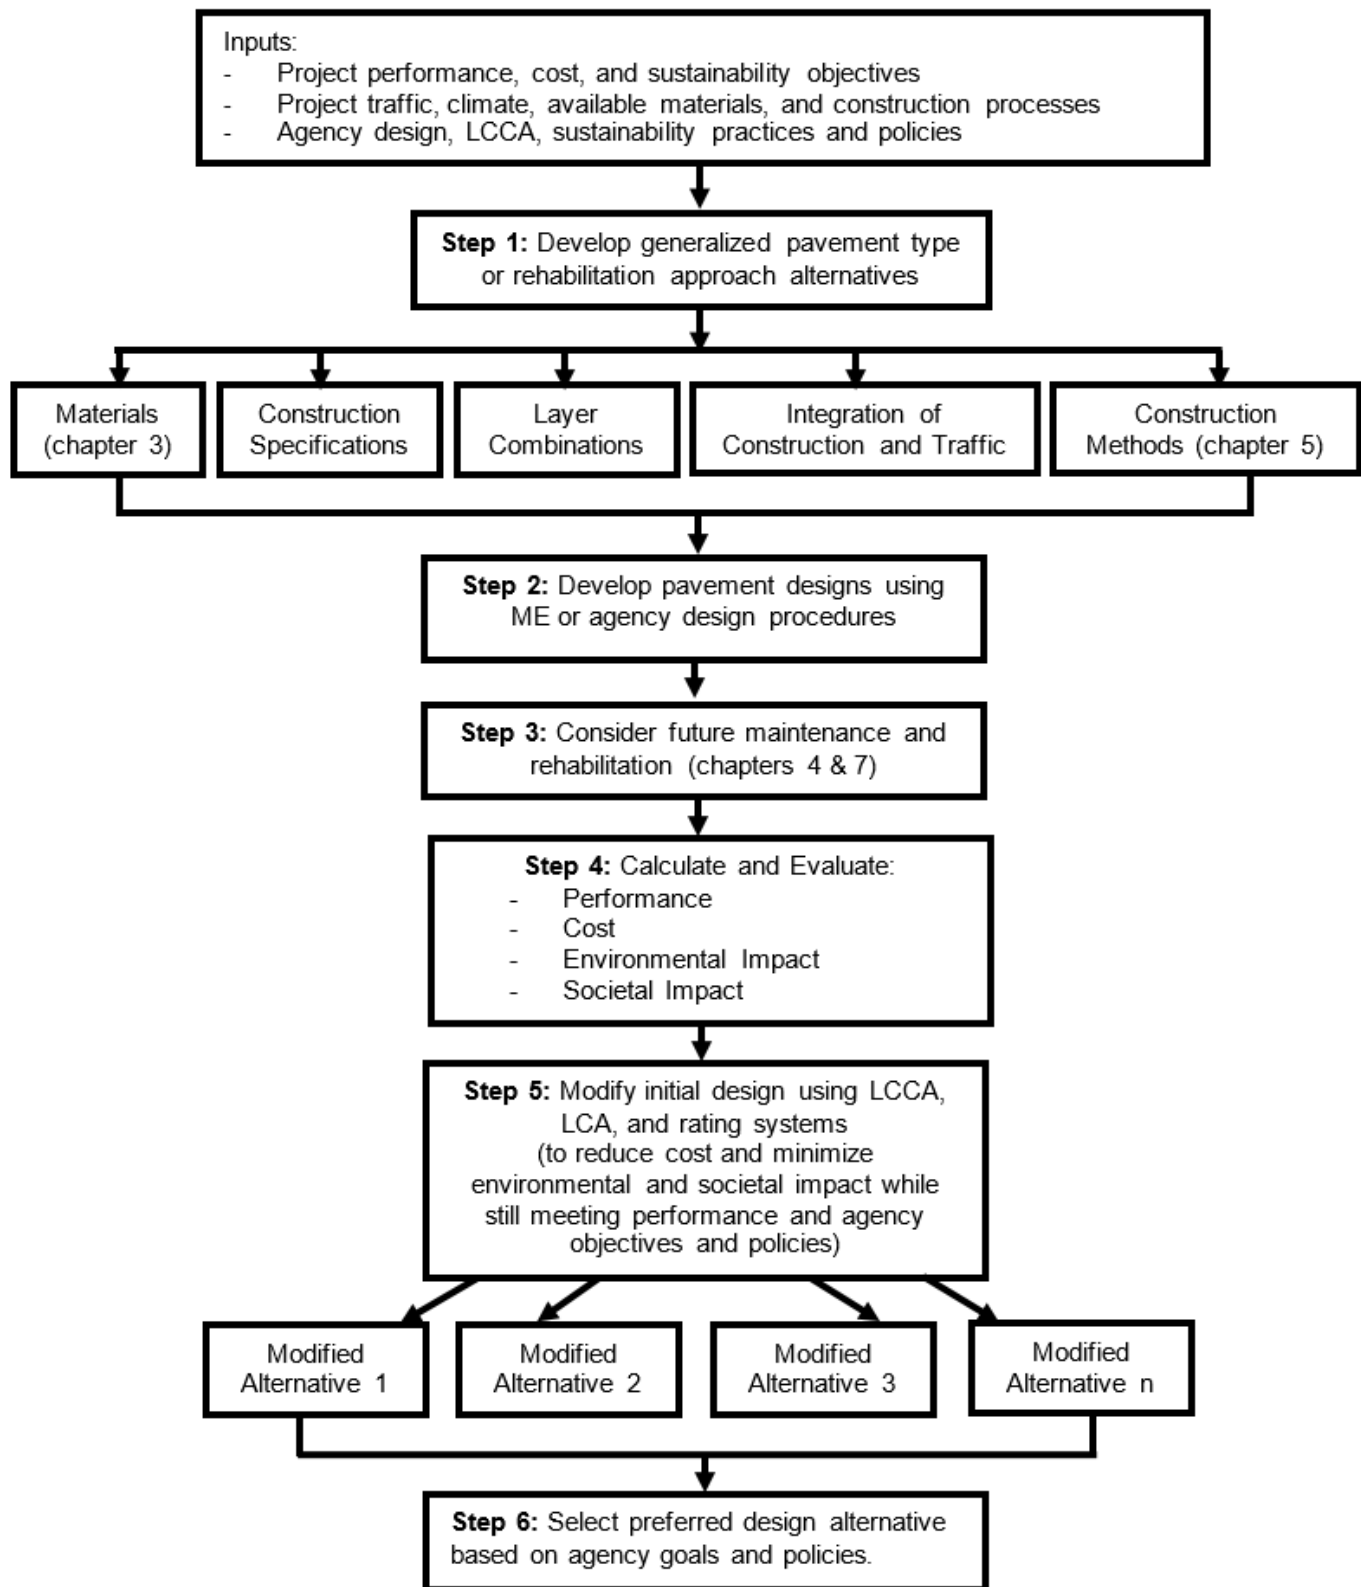 Inputs:
- Project performance, cost, and sustainability objectives
- Project traffic, climate, available materials, and construction processes
- Agency design, LCCA, sustainability practices and policies
Step 1: Develop generalized pavement type
or rehabilitation approach alternatives
Materials
(chapter 3)
Construction
Specifications
Layer
Combinations
Integration of
Construction and Traffic
Construction
Methods (chapter 5)
Step 2: Develop pavement designs using
ME or agency design procedures
Step 3: Consider future maintenance and
rehabilitation (chapters 4 & 7)
Step 4: Calculate and Evaluate:
- Performance
- Cost
- Environmental Impact
- Societal Impact
Step 5: Modify initial design using LCCA,
LCA, and rating systems
(to reduce cost and minimize
environmental and societal impact while
still meeting performance and agency
objectives and policies)
Modified
Alternative 1
Modified
Alternative 2
Modified
Alternative 3
Modified
Alternative n
Step 6: Select preferred design alternative
based on agency goals and policies.